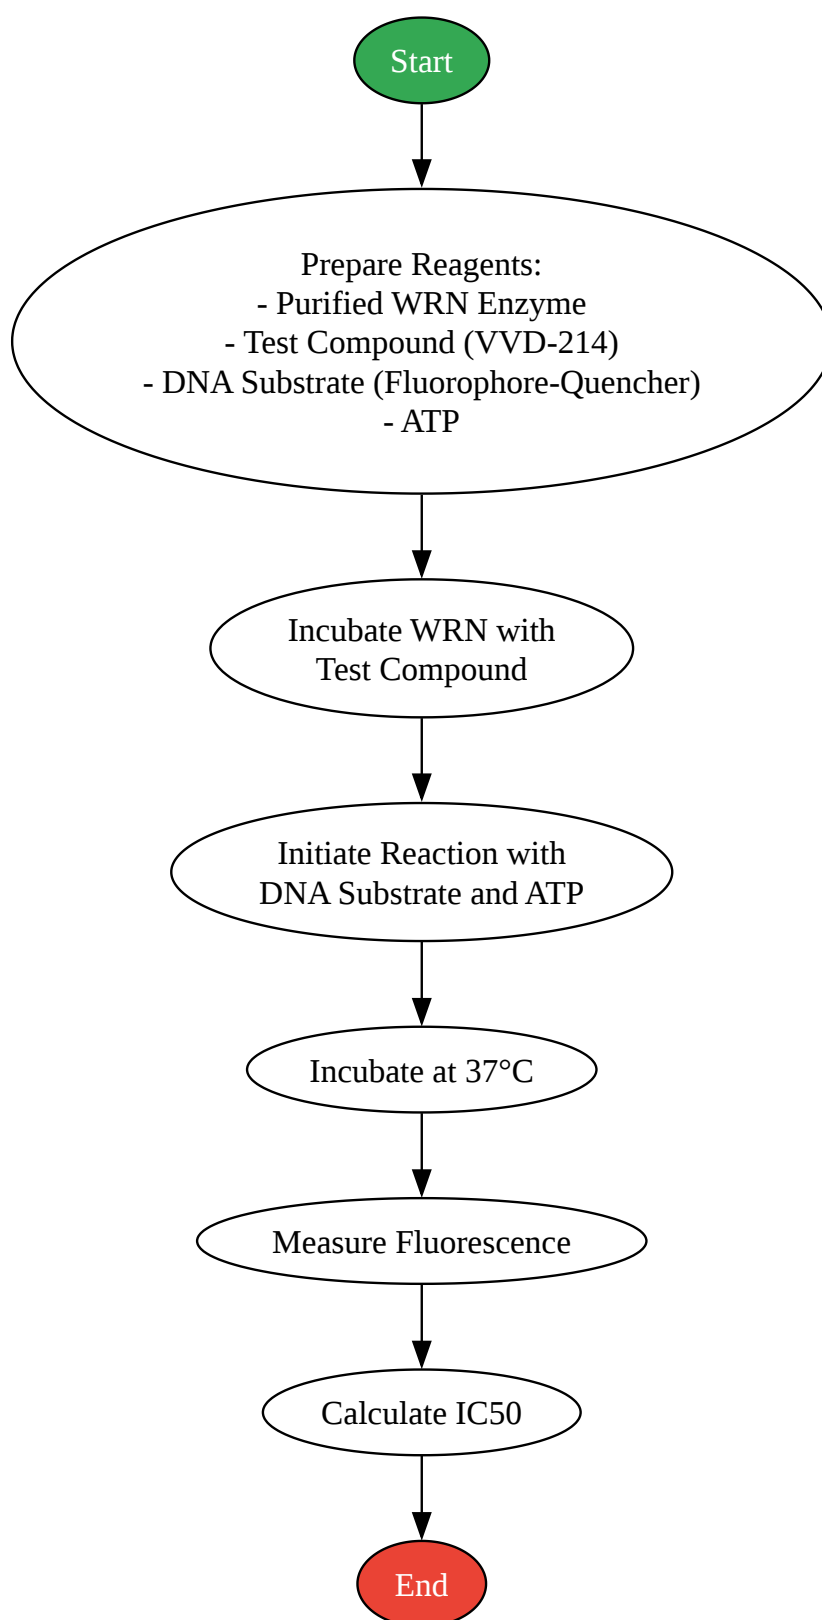 Start
Prepare Reagents:
- Purified WRN Enzyme
- Test Compound (VVD-214)
- DNA Substrate (Fluorophore-Quencher)
- ATP
Incubate WRN with
Test Compound
Initiate Reaction with
DNA Substrate and ATP
Incubate at 37°C
Measure Fluorescence
Calculate IC50
End